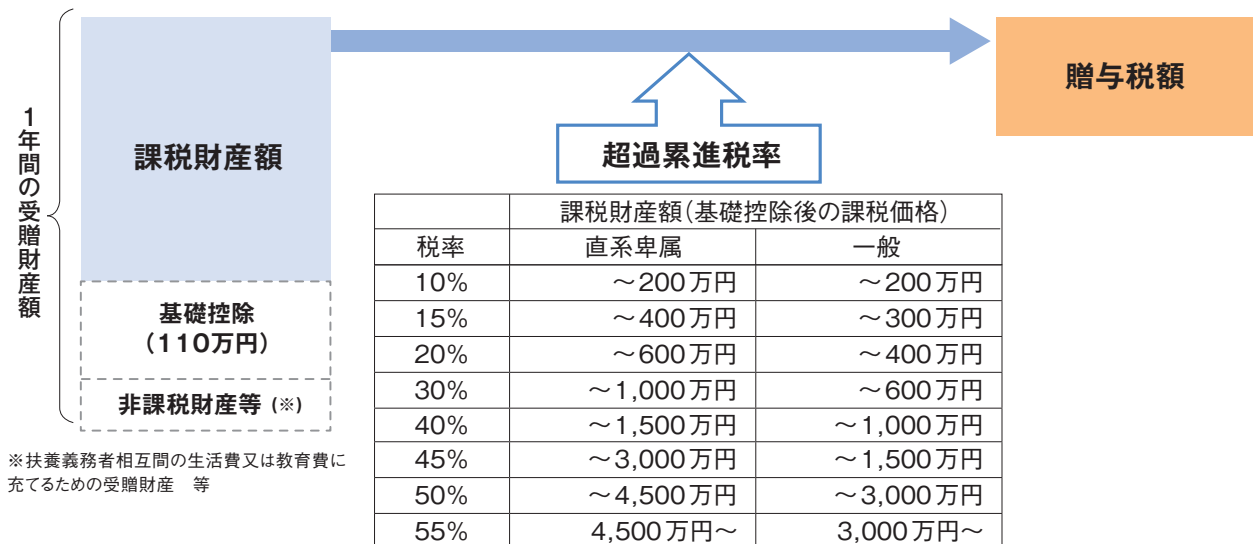 1年間の受贈財産額
課税財産額
基礎控除
（110万円）
非課税財産等 (※)
※扶養義務者相互間の生活費又は教育費に
充てるための受贈財産　等
贈与税額
超過累進税率
課税財産額（基礎控除後の課税価格）
税率 直系卑属 一般
10% ～200万円 ～200万円
15% ～400万円 ～300万円
20% ～600万円 ～400万円
30% ～1,000万円 ～600万円
40% ～1,500万円 ～1,000万円
45% ～3,000万円 ～1,500万円
50% ～4,500万円 ～3,000万円
55% 4,500万円～ 3,000万円～